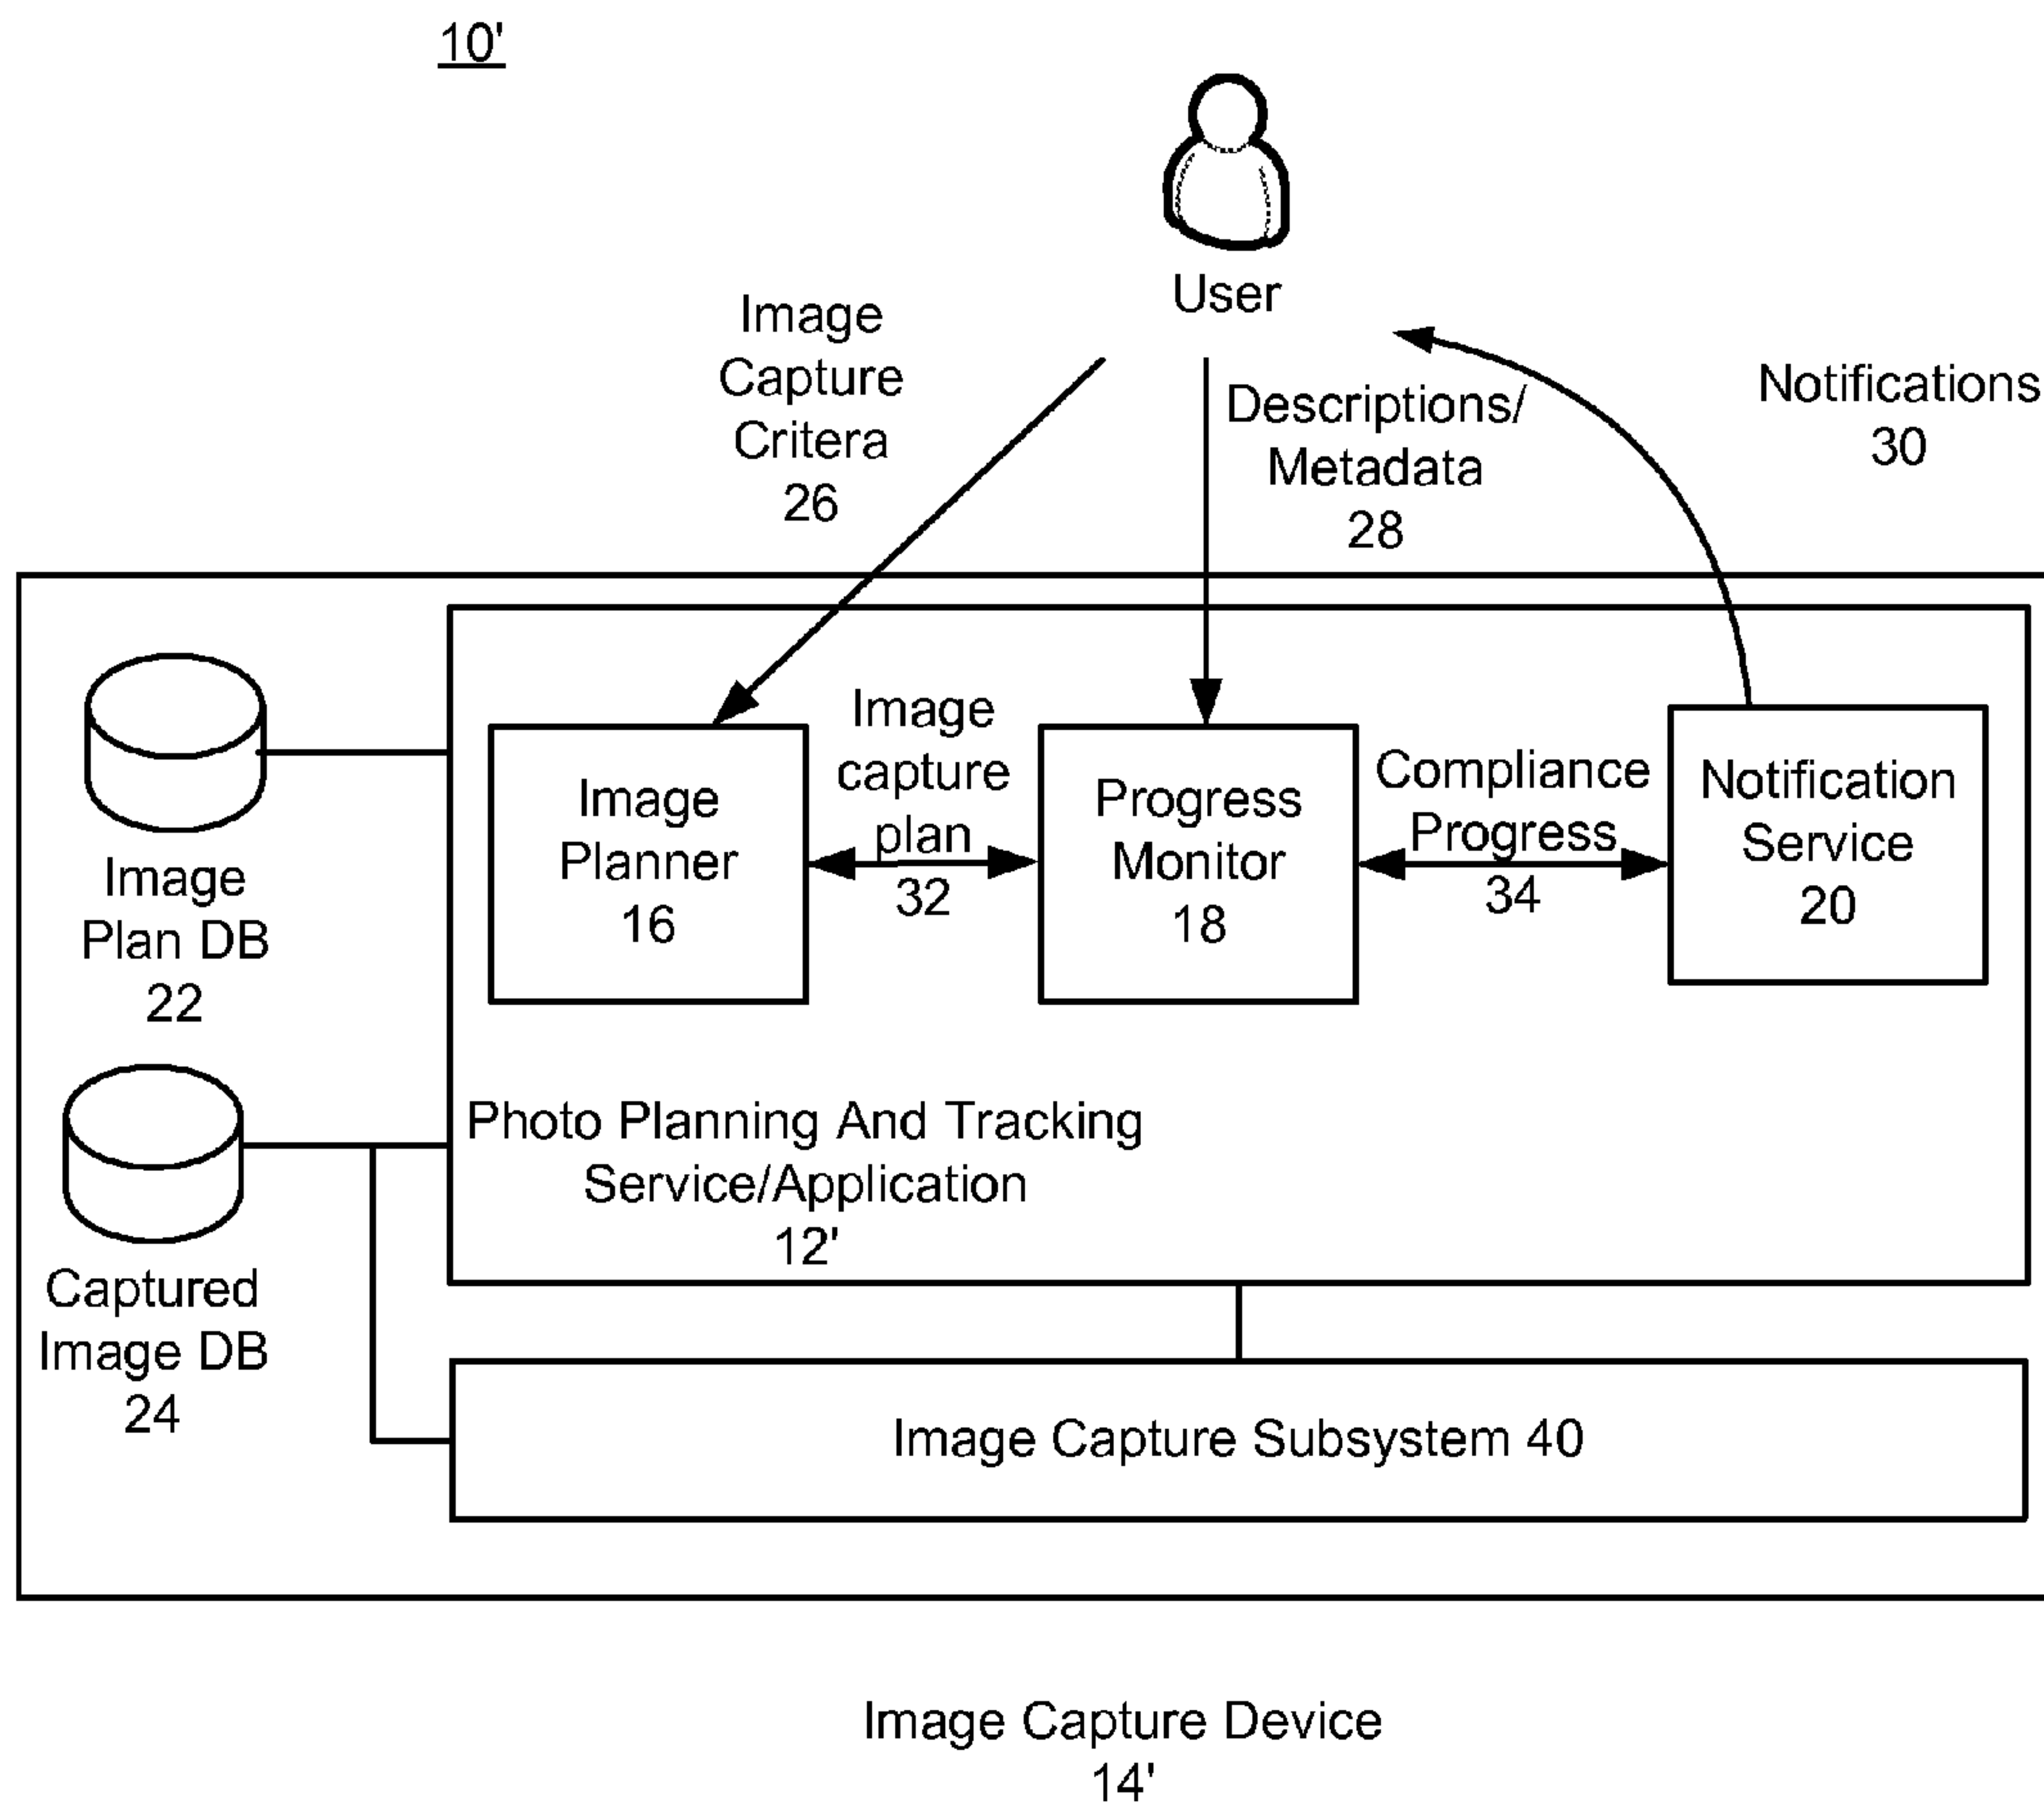 10'
User
Image
Capture
Critera
26
Descriptions/
Metadata
28
Notifications
30
Image
Plan DB
22
Image
Planner
16
Image
capture
plan
32
Progress
Monitor
18
Compliance
Progress
34
Notification
Service
20
Captured
Image DB
24
Photo Planning And Tracking
Service/Application
12'
Image Capture Subsystem 40
Image Capture Device
14'